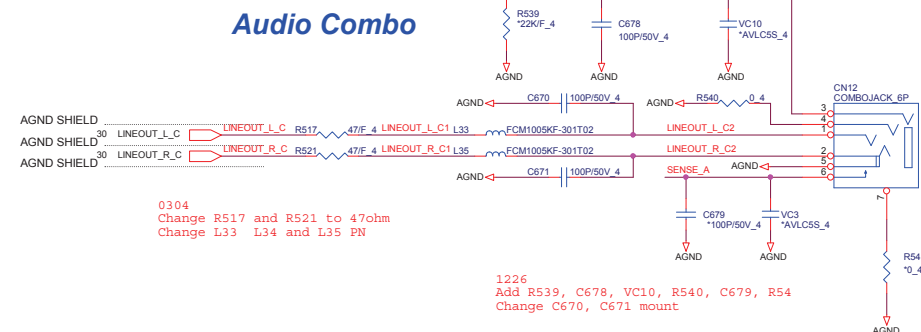 Audio Combo
R539
*22K/F_4
C678
100P/50V_4
VC10
*AVLC5S_4
AGND
AGND
AGND
CN12
COMBOJACK_6P
AGND
C670
100P/50V_4
AGND
R540
0_4
3
4
1
AGND SHIELD
30 LINEOUT_L_C
LINEOUT_L_C
R517
47/F_4
LINEOUT_L_C1
L33
FCM1005KF-301T02
LINEOUT_L_C2
AGND SHIELD
30 LINEOUT_R_C
LINEOUT_R_C
R521
47/F_4
LINEOUT_R_C1
L35
FCM1005KF-301T02
LINEOUT_R_C2
2
AGND SHIELD
AGND
C671
100P/50V_4
SENSE_A
AGND
5
6
7
0304
Change R517 and R521 to 47ohm
Change L33 L34 and L35 PN
C679
*100P/50V_4
VC3
*AVLC5S_4
AGND
AGND
R54
*0_4
1226
Add R539, C678, VC10, R540, C679, R54
Change C670, C671 mount
AGND